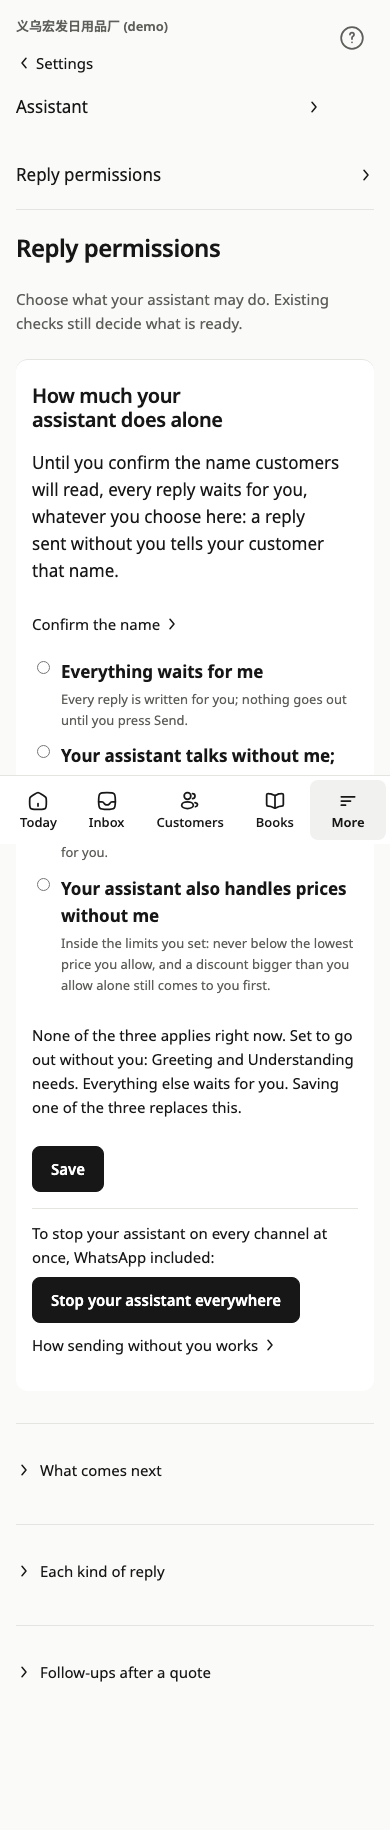 义乌宏发日用品厂 (demo)
Settings
Assistant
Reply permissions
Reply permissions
Choose what your assistant may do. Existing
checks still decide what is ready.
How much your
assistant does alone
Until you confirm the name customers
will read, every reply waits for you,
whatever you choose here: a reply
sent without you tells your customer
that name.
Confirm the name
Everything waits for me
Every reply is written for you; nothing goes out
until you press Send.
Your assistant talks without me;
Today
Inbox
Customers
Books
More
for you.
Your assistant also handles prices
without me
Inside the limits you set: never below the lowest
price you allow, and a discount bigger than you
allow alone still comes to you first.
None of the three applies right now. Set to go
out without you: Greeting and Understanding
needs. Everything else waits for you. Saving
one of the three replaces this.
Save
To stop your assistant on every channel at
once, WhatsApp included:
Stop your assistant everywhere
How sending without you works
What comes next
Each kind of reply
Follow-ups after a quote